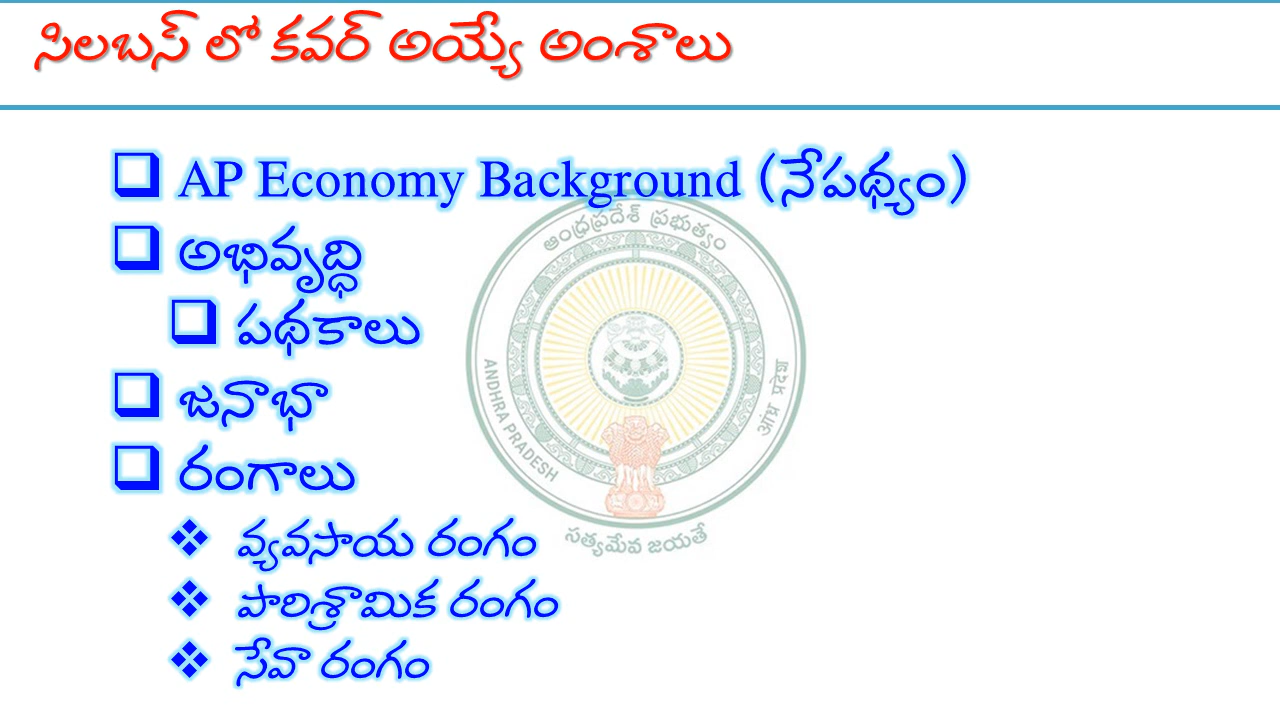 సిలబస్ లో కవర్ అయ్యే అంశాలు
AP Economy Background (నేపథ్యం)
అభివృద్ధి
పథకాలు
జనాభా
రంగాలు
వ్యవసాయ రంగం
పారిశ్రామిక రంగం
సేవా రంగం
ఆంధ్రప్రదేశ్ ప్రభుత్వం
ANDHRA PRADESH
आंध्र प्रदेश
సత్యమేవ జయతే